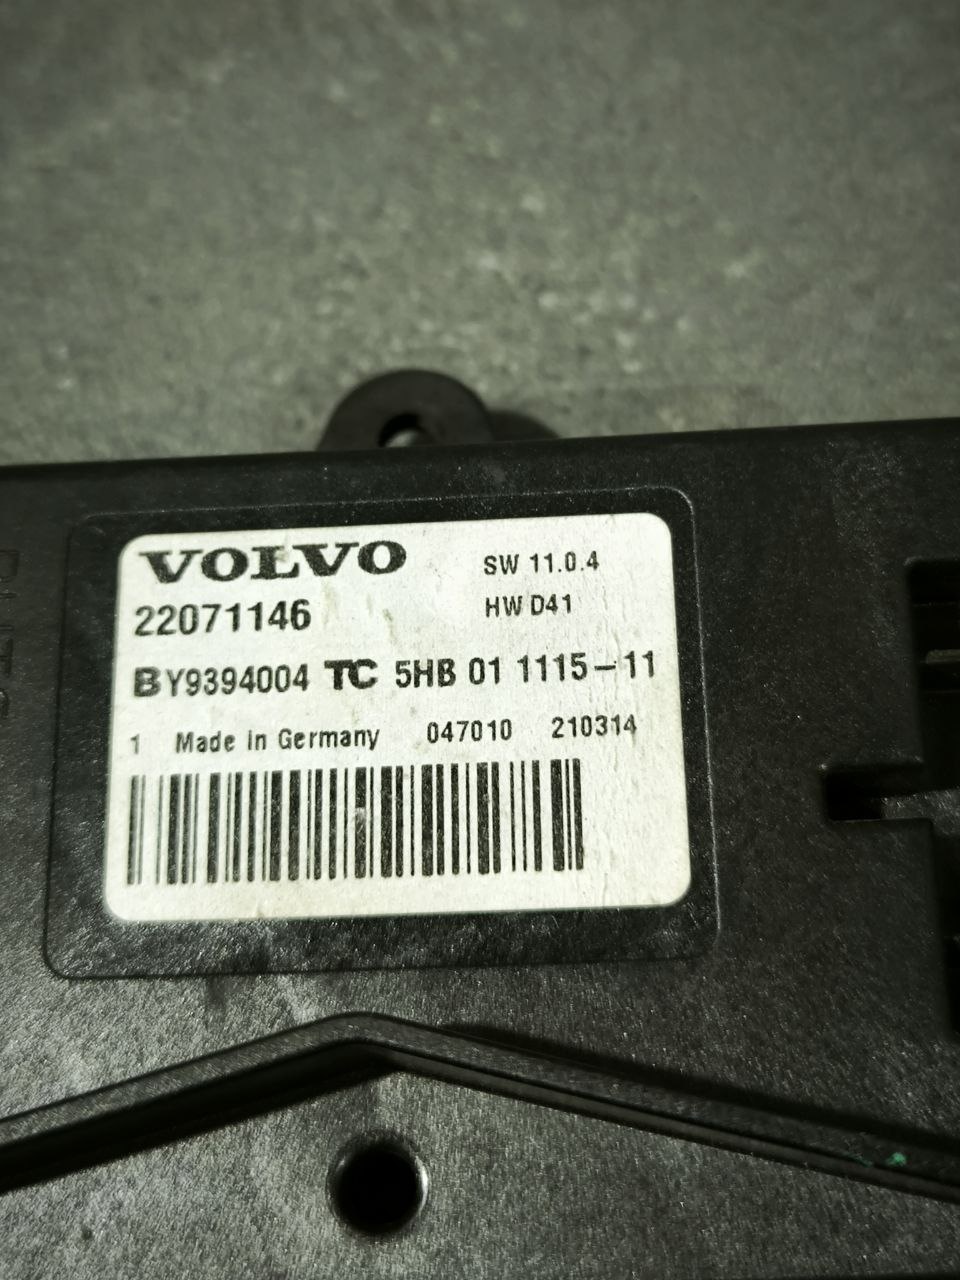 VOLVO SW 11.0.4
22071146 HW D41
BY9394004 TC 5HB 01 1115-11
1 Made in Germany 047010 210314